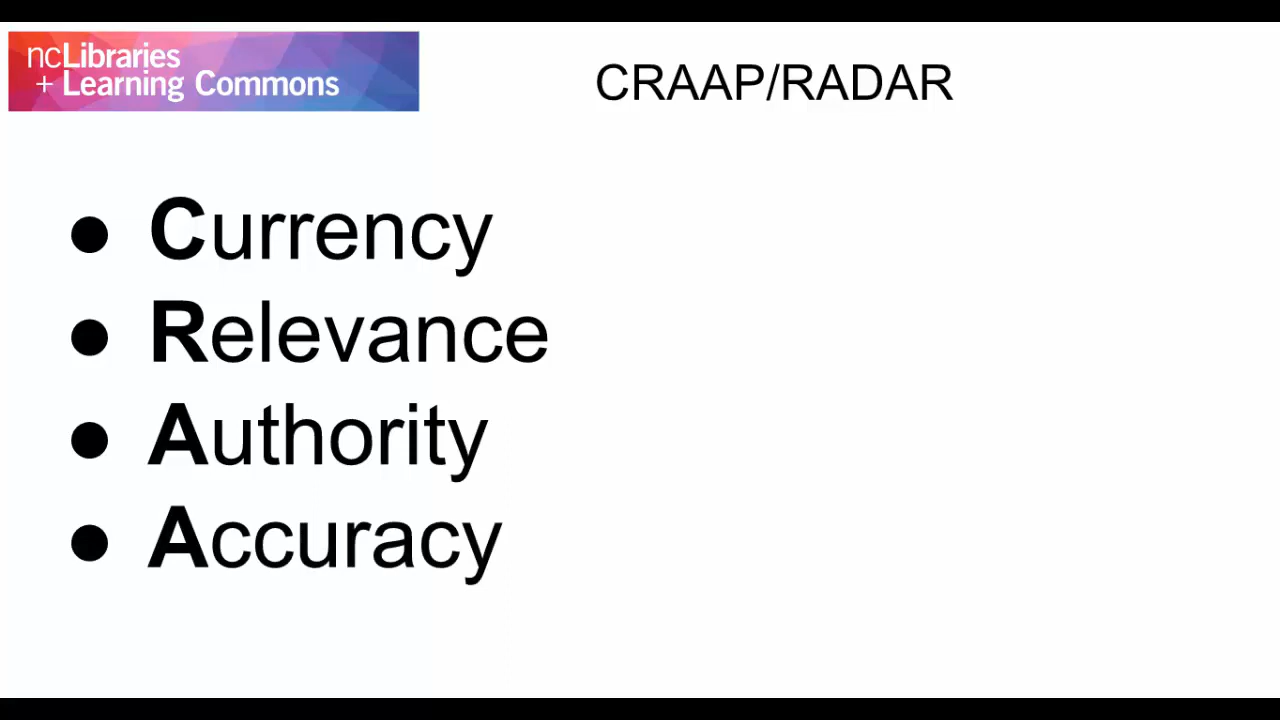 ncLibraries
+ Learning Commons
CRAAP/RADAR
● Currency
● Relevance
● Authority
● Accuracy